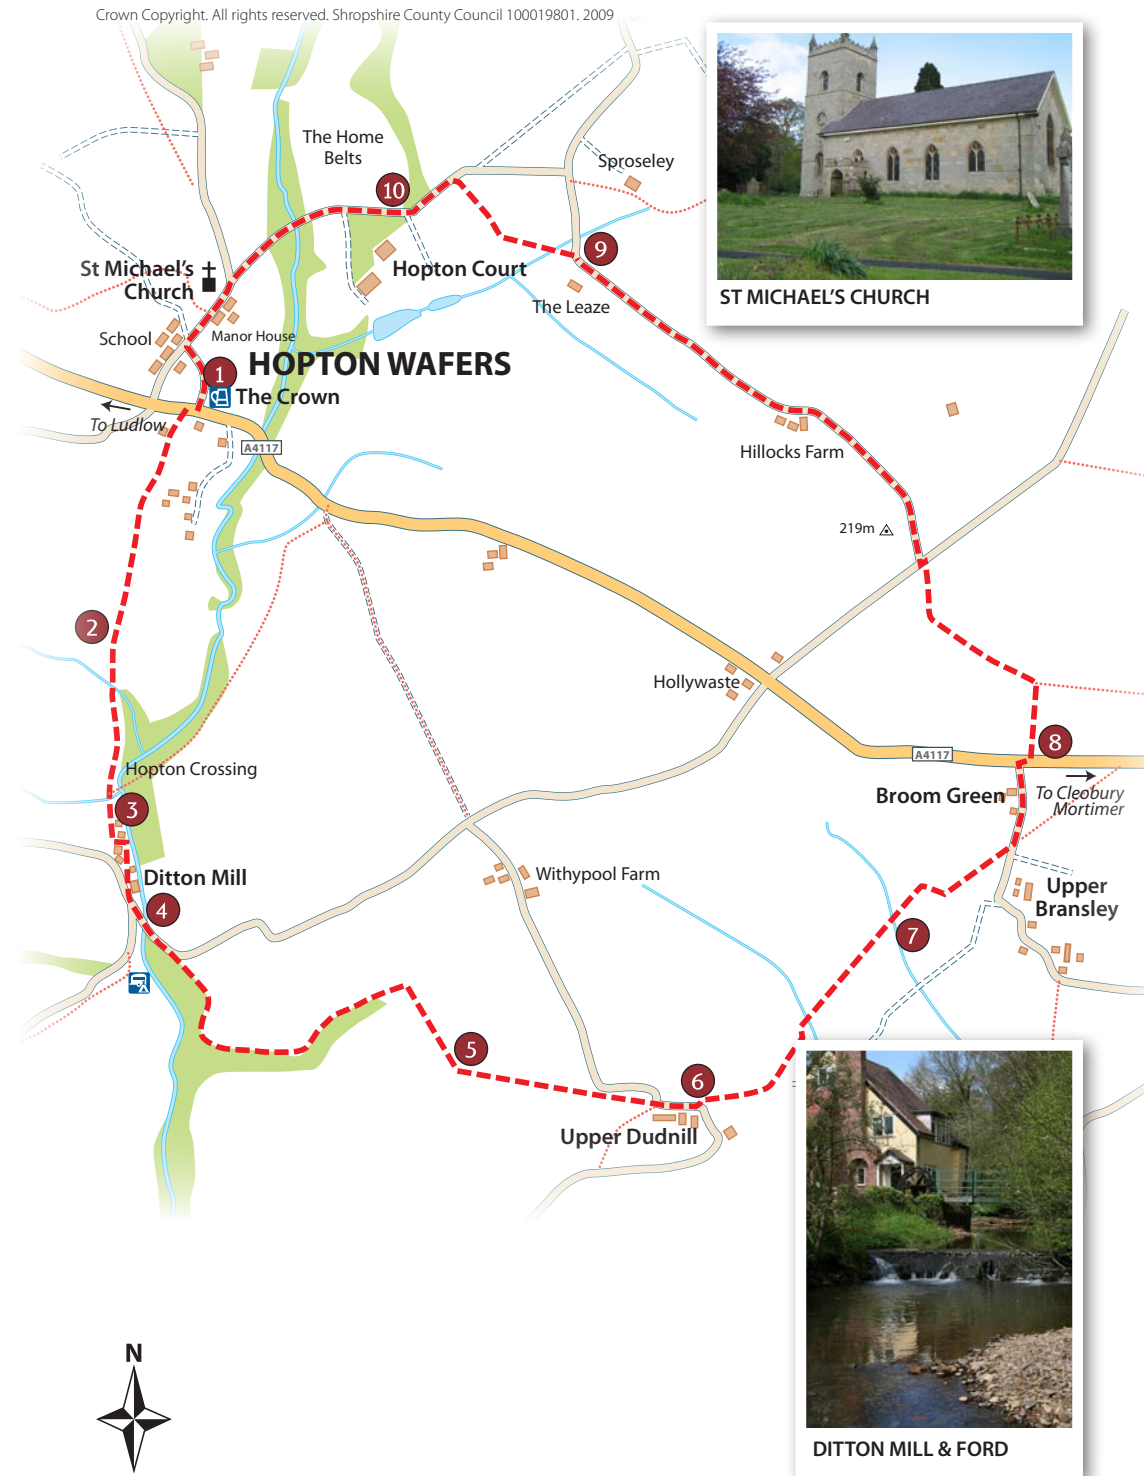 Crown Copyright. All rights reserved. Shropshire County Council 100019801. 2009
The Home
Belts
Sproseley
10
9
St Michael's
Church
Hopton Court
The Leaze
ST MICHAEL'S CHURCH
School
Manor House
HOPTON WAFERS
1
The Crown
To Ludlow
A4117
Hillocks Farm
219m
2
Hollywaste
8
A4117
Hopton Crossing
Broom Green
To Cleobury
Mortimer
3
Ditton Mill
Withypool Farm
Upper
Bransley
4
7
5
6
Upper Dudnill
N
DITTON MILL & FORD